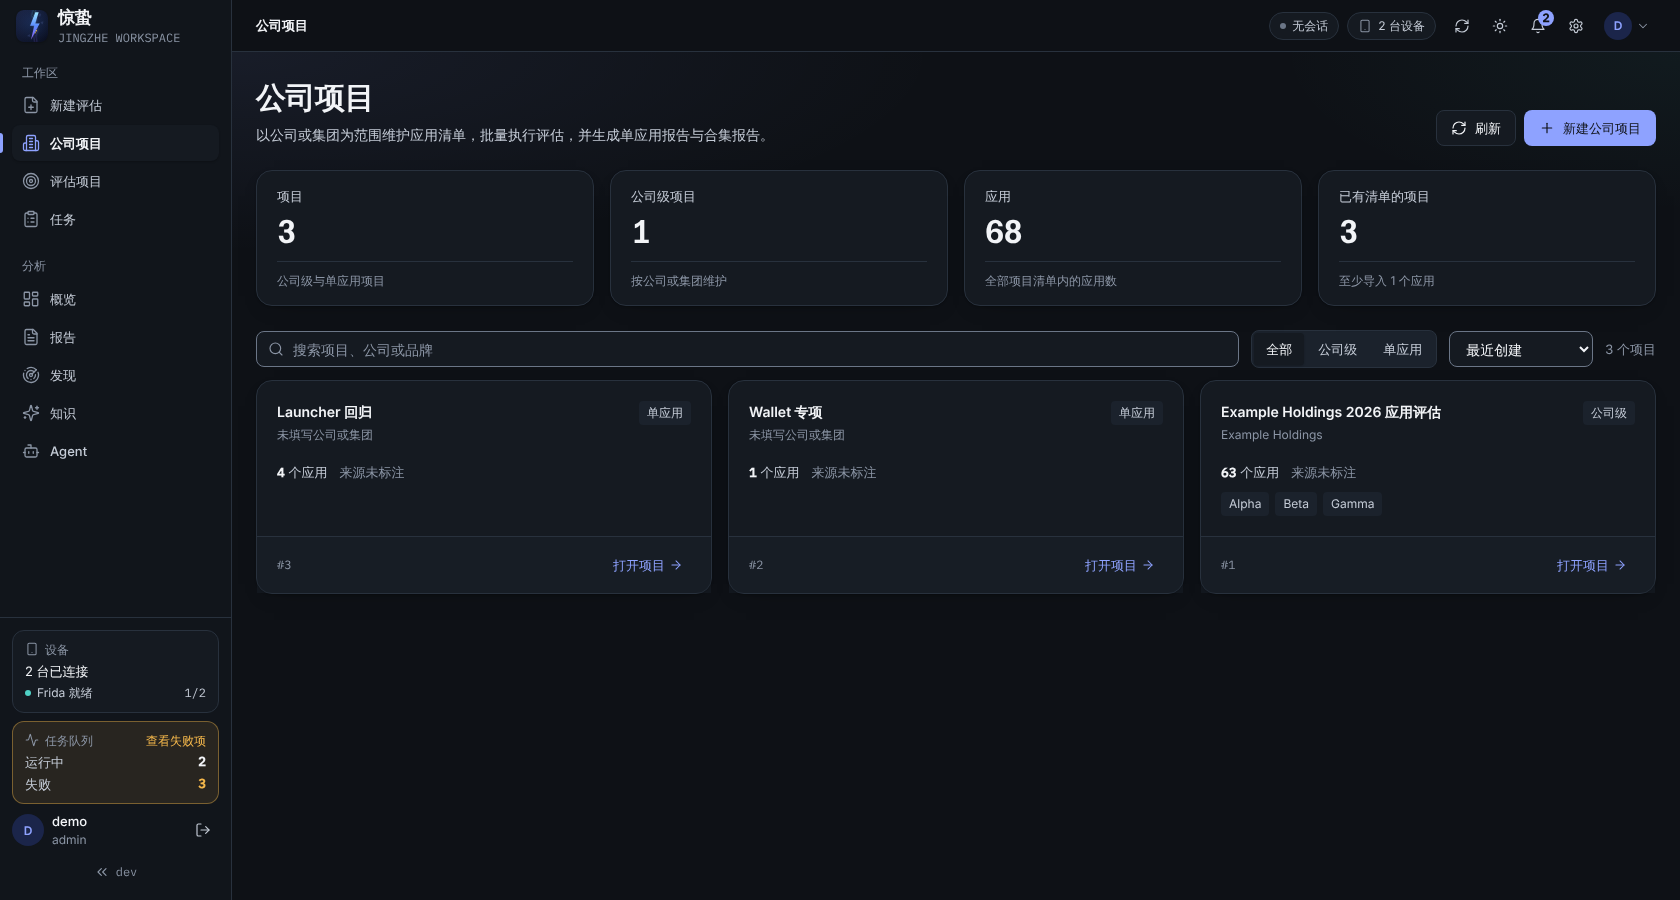 惊蛰
JINGZHE WORKSPACE
工作区
新建评估
公司项目
评估项目
任务
分析
概览
报告
发现
知识
Agent
设备
2 台已连接
Frida 就绪 1/2
任务队列 查看失败项
运行中 2
失败 3
D demo
admin
dev
公司项目
无会话 2 台设备 2 D
公司项目
以公司或集团为范围维护应用清单，批量执行评估，并生成单应用报告与合集报告。
刷新 新建公司项目
项目
3
公司级与单应用项目
公司级项目
1
按公司或集团维护
应用
68
全部项目清单内的应用数
已有清单的项目
3
至少导入 1 个应用
搜索项目、公司或品牌 全部 公司级 单应用 最近创建 3 个项目
Launcher 回归 单应用
未填写公司或集团
4 个应用 来源未标注
#3 打开项目
Wallet 专项 单应用
未填写公司或集团
1 个应用 来源未标注
#2 打开项目
Example Holdings 2026 应用评估 公司级
Example Holdings
63 个应用 来源未标注
Alpha Beta Gamma
#1 打开项目